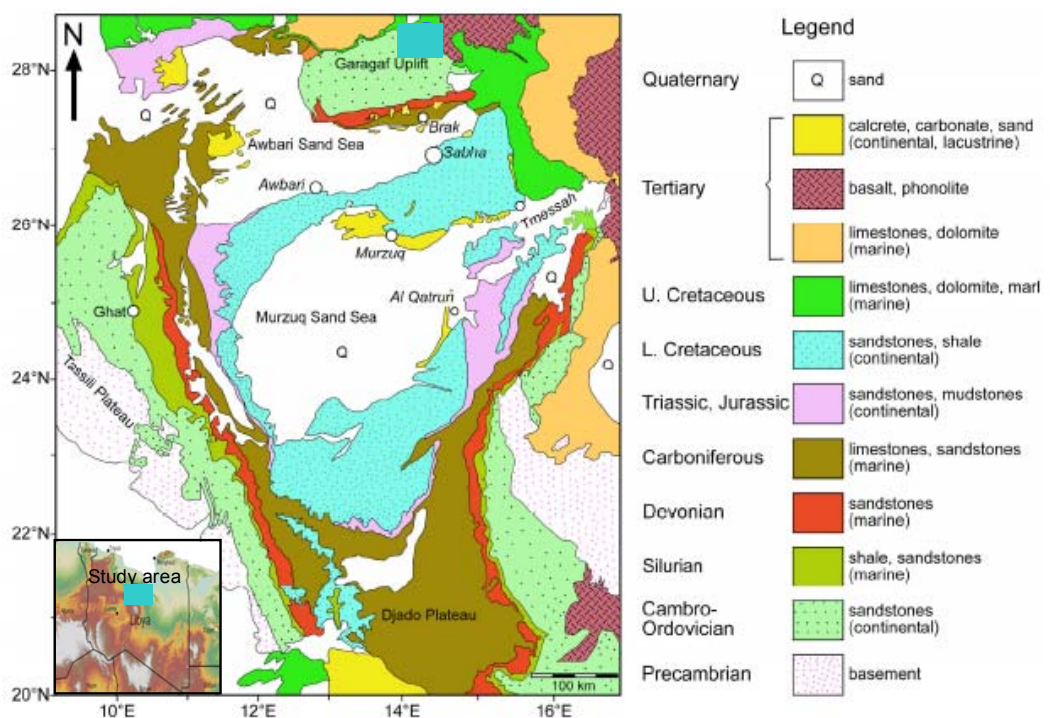 N
28°N
26°N
24°N
22°N
20°N
10°E
12°E
14°E
16°E
Garagaf Uplift
Q
Q
Brak
Awbari Sand Sea
Sabha
Awbari
Tmessah
Murzuq
Q
Al Qatrun
Ghat
Murzuq Sand Sea
Q
Q
Tassili Plateau
Djado Plateau
100 km
Study area
Libya
Legend
Quaternary
Q sand
Tertiary
calcrete, carbonate, sand
(continental, lacustrine)
basalt, phonolite
limestones, dolomite
(marine)
U. Cretaceous
limestones, dolomite, marl
(marine)
L. Cretaceous
sandstones, shale
(continental)
Triassic, Jurassic
sandstones, mudstones
(continental)
Carboniferous
limestones, sandstones
(marine)
Devonian
sandstones
(marine)
Silurian
shale, sandstones
(marine)
Cambro-
Ordovician
sandstones
(continental)
Precambrian
basement